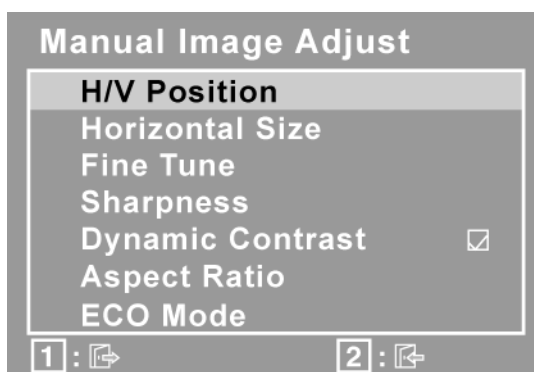 Manual Image Adjust
H/V Position
Horizontal Size
Fine Tune
Sharpness
Dynamic Contrast
Aspect Ratio
ECO Mode
1 : 2 :